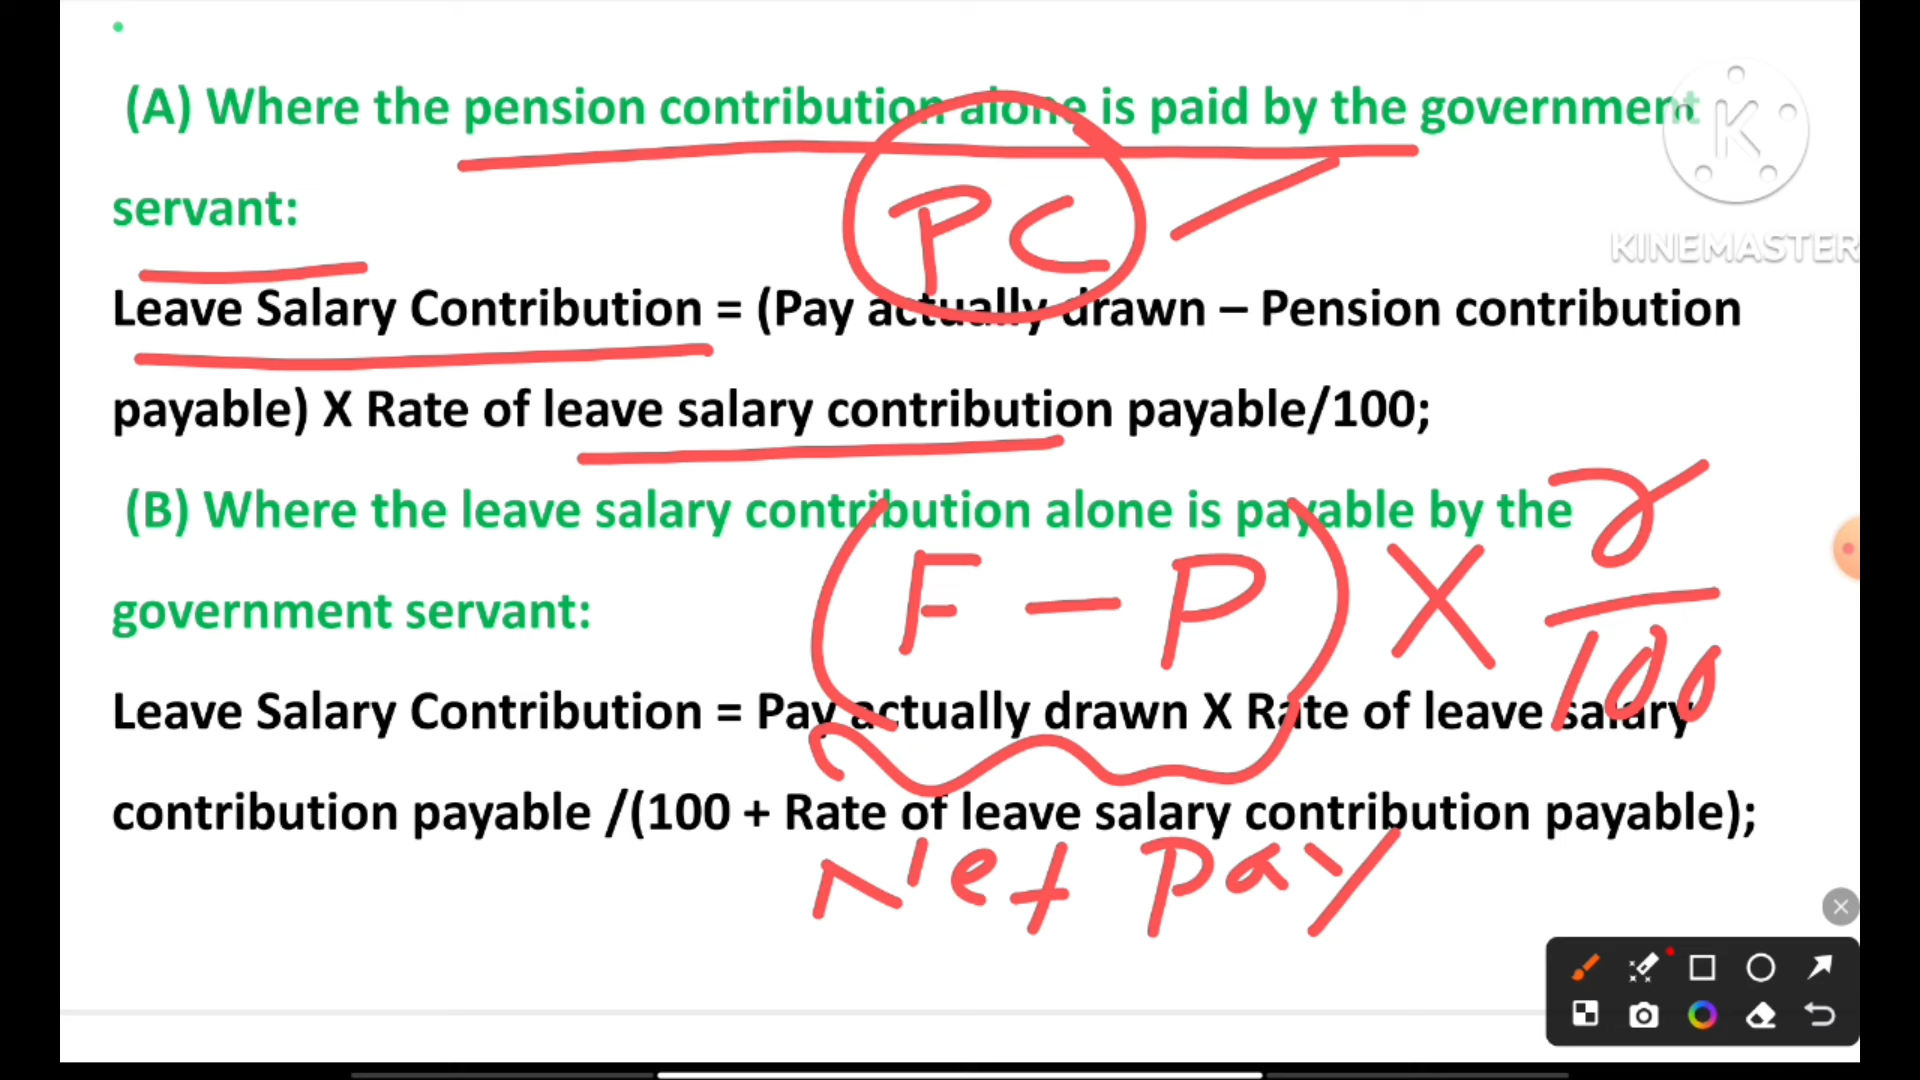 (A) Where the pension contribution alone is paid by the government
servant:
PC
Leave Salary Contribution = (Pay actually drawn – Pension contribution
payable) X Rate of leave salary contribution payable/100;
(B) Where the leave salary contribution alone is payable by the
government servant:
(F - P) X r/100
Leave Salary Contribution = Pay actually drawn X Rate of leave salary
contribution payable /(100 + Rate of leave salary contribution payable);
Net Pay
K
KINEMASTER